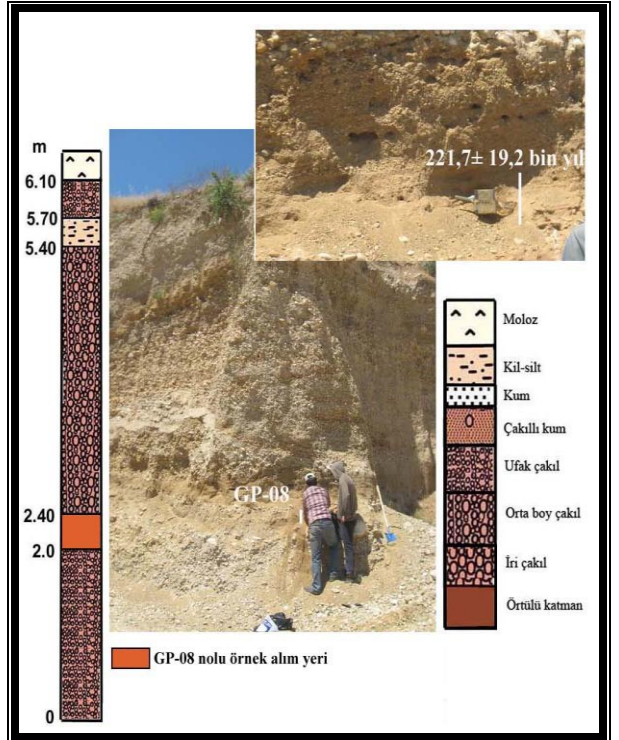 m
6.10
5.70
5.40
2.40
2.0
0
221,7± 19,2 bin yıl
GP-08
Moloz
Kil-silt
Kum
Çakıllı kum
Ufak çakıl
Orta boy çakıl
İri çakıl
Örtülü katman
GP-08 nolu örnek alım yeri